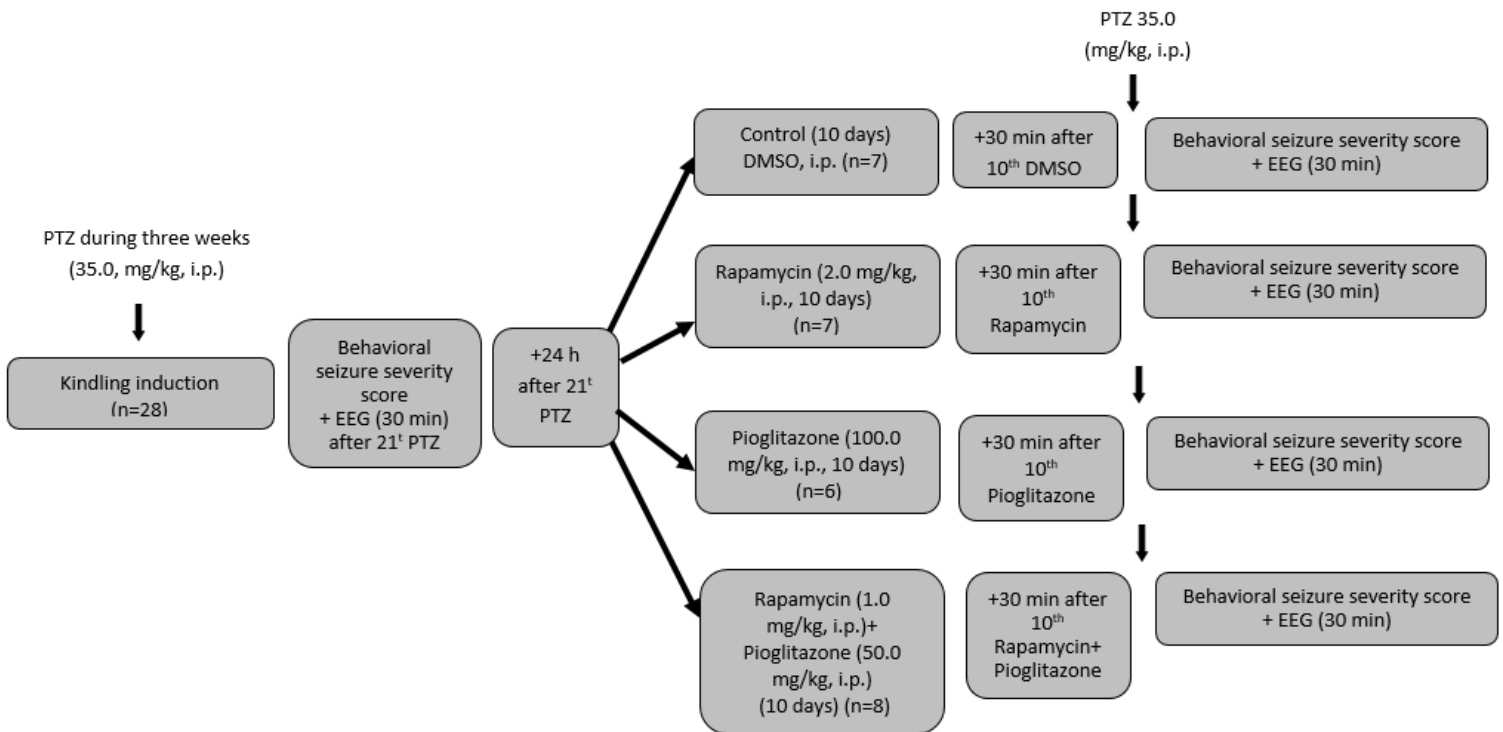 PTZ 35.0
(mg/kg, i.p.)
PTZ during three weeks
(35.0, mg/kg, i.p.)
Kindling induction
(n=28)
Behavioral
seizure severity
score
+ EEG (30 min)
after 21t PTZ
+24 h
after 21t
PTZ
Control (10 days)
DMSO, i.p. (n=7)
+30 min after
10th DMSO
Behavioral seizure severity score
+ EEG (30 min)
Rapamycin (2.0 mg/kg,
i.p., 10 days)
(n=7)
+30 min after
10th
Rapamycin
Behavioral seizure severity score
+ EEG (30 min)
Pioglitazone (100.0
mg/kg, i.p., 10 days)
(n=6)
+30 min after
10th
Pioglitazone
Behavioral seizure severity score
+ EEG (30 min)
Rapamycin (1.0
mg/kg, i.p.)+
Pioglitazone (50.0
mg/kg, i.p.)
(10 days) (n=8)
+30 min after
10th
Rapamycin+
Pioglitazone
Behavioral seizure severity score
+ EEG (30 min)